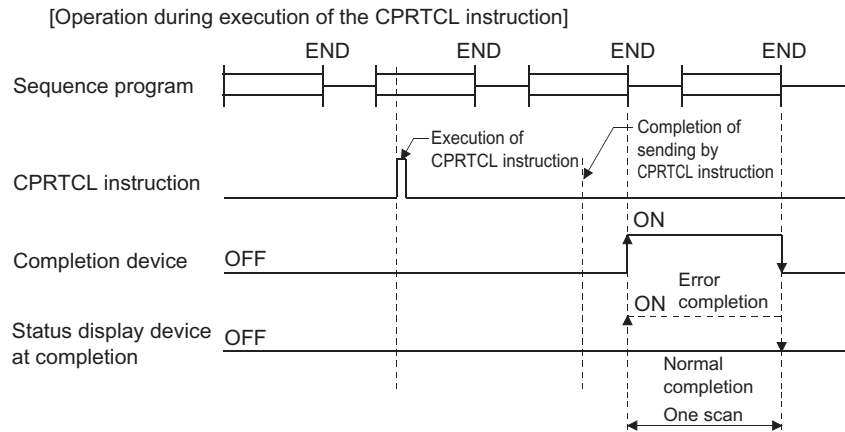 [Operation during execution of the CPRTCL instruction]
END END END END
Sequence program
Execution of
CPRTCL instruction
Completion of
sending by
CPRTCL instruction
CPRTCL instruction
ON
Completion device OFF
Error
completion
ON
Status display device
at completion
OFF
Normal
completion
One scan